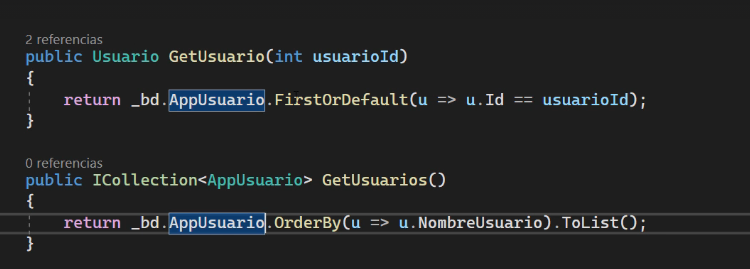 2 referencias
public Usuario GetUsuario(int usuarioId)
{
return _bd.AppUsuario.FirstOrDefault(u => u.Id == usuarioId);
}
0 referencias
public ICollection<AppUsuario> GetUsuarios()
{
return _bd.AppUsuario.OrderBy(u => u.NombreUsuario).ToList();
}